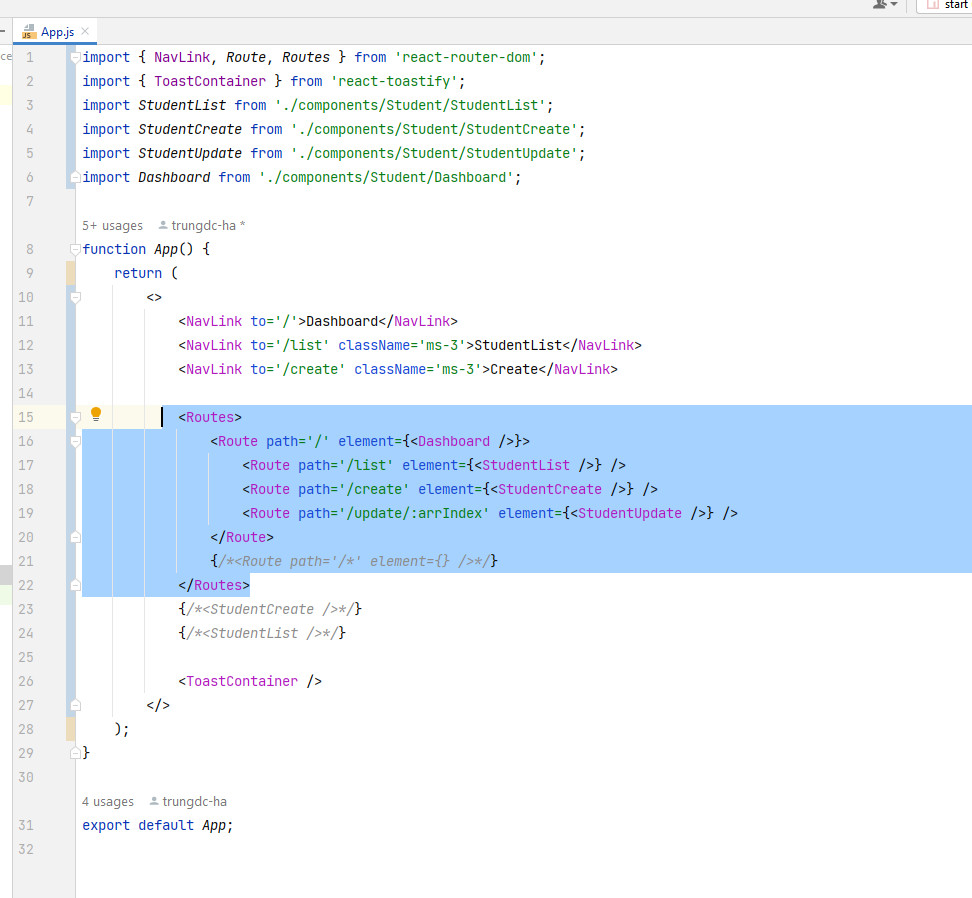 start
JS App.js
ce
1 import { NavLink, Route, Routes } from 'react-router-dom';
2 import { ToastContainer } from 'react-toastify';
3 import StudentList from './components/Student/StudentList';
4 import StudentCreate from './components/Student/StudentCreate';
5 import StudentUpdate from './components/Student/StudentUpdate';
6 import Dashboard from './components/Student/Dashboard';
7
5+ usages trungdc-ha *
8 function App() {
9     return (
10         <>
11             <NavLink to='/'>Dashboard</NavLink>
12             <NavLink to='/list' className='ms-3'>StudentList</NavLink>
13             <NavLink to='/create' className='ms-3'>Create</NavLink>
14
15             <Routes>
16                 <Route path='/' element={<Dashboard />}>
17                     <Route path='/list' element={<StudentList />} />
18                     <Route path='/create' element={<StudentCreate />} />
19                     <Route path='/update/:arrIndex' element={<StudentUpdate />} />
20                 </Route>
21                 {/*<Route path='/*' element={} />*/}
22             </Routes>
23             {/*<StudentCreate />*/}
24             {/*<StudentList />*/}
25
26             <ToastContainer />
27         </>
28     );
29 }
30
4 usages trungdc-ha
31 export default App;
32